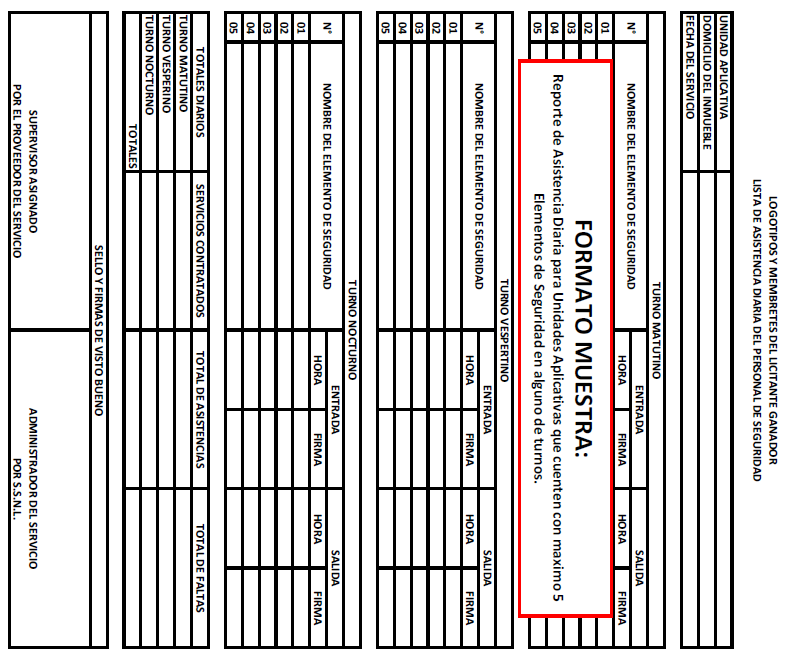 LOGOTIPOS Y MEMBRETES DEL LICITANTE GANADOR
LISTA DE ASISTENCIA DIARIA DEL PERSONAL DE SEGURIDAD
UNIDAD APLICATIVA
DOMICILIO DEL INMUEBLE
FECHA DEL SERVICIO
TURNO MATUTINO
N° NOMBRE DEL ELEMENTO DE SEGURIDAD ENTRADA SALIDA
HORA FIRMA HORA FIRMA
01
02
03
04
05
FORMATO MUESTRA:
Reporte de Asistencia Diaria para Unidades Aplicativas que cuenten con maximo 5
Elementos de Seguridad en alguno de turnos.
TURNO VESPERTINO
N° NOMBRE DEL ELEMENTO DE SEGURIDAD ENTRADA SALIDA
HORA FIRMA HORA FIRMA
01
02
03
04
05
TURNO NOCTURNO
N° NOMBRE DEL ELEMENTO DE SEGURIDAD ENTRADA SALIDA
HORA FIRMA HORA FIRMA
01
02
03
04
05
TOTALES DIARIOS SERVICIOS CONTRATADOS TOTAL DE ASISTENCIAS TOTAL DE FALTAS
TURNO MATUTINO
TURNO VESPERINO
TURNO NOCTURNO
TOTALES
SELLO Y FIRMAS DE VISTO BUENO
SUPERVISOR ASIGNADO ADMINISTRADOR DEL SERVICIO
POR EL PROVEEDOR DEL SERVICIO POR S.S.N.L.